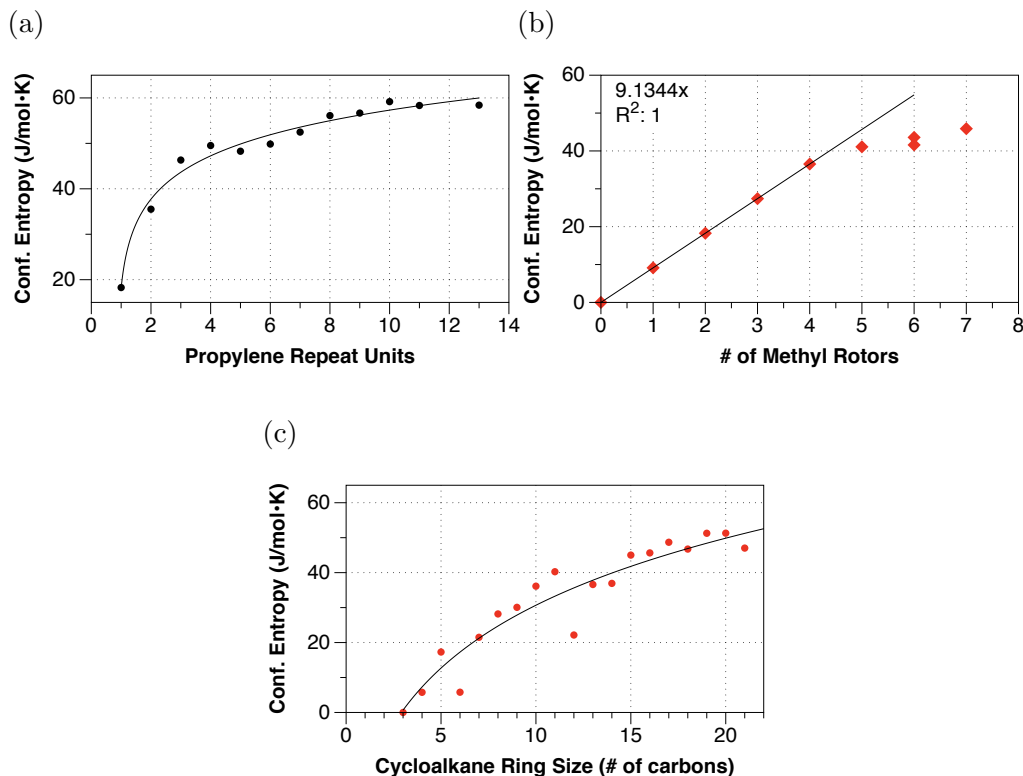 (a)
Conf. Entropy (J/mol·K)
60
40
20
0 2 4 6 8 10 12 14
Propylene Repeat Units
(b)
Conf. Entropy (J/mol·K)
9.1344x
R²: 1
60
40
20
0
0 1 2 3 4 5 6 7 8
# of Methyl Rotors
(c)
Conf. Entropy (J/mol·K)
60
40
20
0
0 5 10 15 20
Cycloalkane Ring Size (# of carbons)